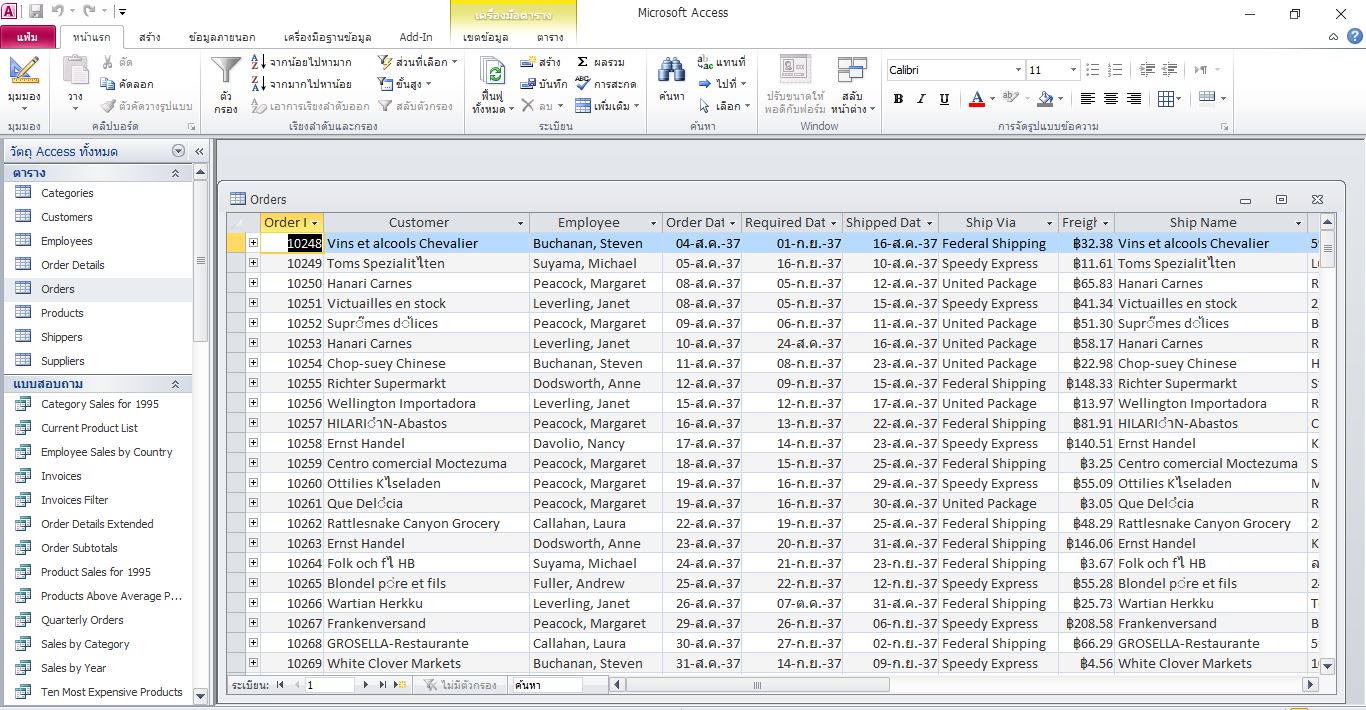 เครื่องมือตาราง
Microsoft Access
แฟ้ม หน้าแรก สร้าง ข้อมูลภายนอก เครื่องมือฐานข้อมูล Add-In เขตข้อมูล ตาราง
มุมมอง
วาง
ตัด
คัดลอก
ตัวคัดวางรูปแบบ
ตัวกรอง
จากน้อยไปหามาก
จากมากไปหาน้อย
เอาการเรียงลำดับออก
ส่วนที่เลือก
ขั้นสูง
สลับตัวกรอง
ฟื้นฟูทั้งหมด
สร้าง
บันทึก
ลบ
ผลรวม
การสะกด
เพิ่มเติม
ค้นหา
แทนที่
ไปที่
เลือก
ปรับขนาดให้พอดีกับฟอร์ม
สลับหน้าต่าง
Calibri 11
B I U
มุมมอง คลิปบอร์ด เรียงลำดับและกรอง ระเบียน ค้นหา Window การจัดรูปแบบข้อความ
วัตถุ Access ทั้งหมด
ตาราง
Categories
Customers
Employees
Order Details
Orders
Products
Shippers
Suppliers
แบบสอบถาม
Category Sales for 1995
Current Product List
Employee Sales by Country
Invoices
Invoices Filter
Order Details Extended
Order Subtotals
Product Sales for 1995
Products Above Average P...
Quarterly Orders
Sales by Category
Sales by Year
Ten Most Expensive Products
Orders
Order I Customer Employee Order Dat Required Dat Shipped Dat Ship Via Freigh Ship Name
10248 Vins et alcools Chevalier Buchanan, Steven 04-ส.ค.-37 01-ก.ย.-37 16-ส.ค.-37 Federal Shipping ฿32.38 Vins et alcools Chevalier
10249 Toms Spezialitไten Suyama, Michael 05-ส.ค.-37 16-ก.ย.-37 10-ส.ค.-37 Speedy Express ฿11.61 Toms Spezialitไten
10250 Hanari Carnes Peacock, Margaret 08-ส.ค.-37 05-ก.ย.-37 12-ส.ค.-37 United Package ฿65.83 Hanari Carnes
10251 Victuailles en stock Leverling, Janet 08-ส.ค.-37 05-ก.ย.-37 15-ส.ค.-37 Speedy Express ฿41.34 Victuailles en stock
10252 Supr๊mes d้lices Peacock, Margaret 09-ส.ค.-37 06-ก.ย.-37 11-ส.ค.-37 United Package ฿51.30 Supr๊mes d้lices
10253 Hanari Carnes Leverling, Janet 10-ส.ค.-37 24-ส.ค.-37 16-ส.ค.-37 United Package ฿58.17 Hanari Carnes
10254 Chop-suey Chinese Buchanan, Steven 11-ส.ค.-37 08-ก.ย.-37 23-ส.ค.-37 United Package ฿22.98 Chop-suey Chinese
10255 Richter Supermarkt Dodsworth, Anne 12-ส.ค.-37 09-ก.ย.-37 15-ส.ค.-37 Federal Shipping ฿148.33 Richter Supermarkt
10256 Wellington Importadora Leverling, Janet 15-ส.ค.-37 12-ก.ย.-37 17-ส.ค.-37 United Package ฿13.97 Wellington Importadora
10257 HILARIำN-Abastos Peacock, Margaret 16-ส.ค.-37 13-ก.ย.-37 22-ส.ค.-37 Federal Shipping ฿81.91 HILARIำN-Abastos
10258 Ernst Handel Davolio, Nancy 17-ส.ค.-37 14-ก.ย.-37 23-ส.ค.-37 Speedy Express ฿140.51 Ernst Handel
10259 Centro comercial Moctezuma Peacock, Margaret 18-ส.ค.-37 15-ก.ย.-37 25-ส.ค.-37 Federal Shipping ฿3.25 Centro comercial Moctezuma
10260 Ottilies Kไseladen Peacock, Margaret 19-ส.ค.-37 16-ก.ย.-37 29-ส.ค.-37 Speedy Express ฿55.09 Ottilies Kไseladen
10261 Que Delํcia Peacock, Margaret 19-ส.ค.-37 16-ก.ย.-37 30-ส.ค.-37 United Package ฿3.05 Que Delํcia
10262 Rattlesnake Canyon Grocery Callahan, Laura 22-ส.ค.-37 19-ก.ย.-37 25-ส.ค.-37 Federal Shipping ฿48.29 Rattlesnake Canyon Grocery
10263 Ernst Handel Dodsworth, Anne 23-ส.ค.-37 20-ก.ย.-37 31-ส.ค.-37 Federal Shipping ฿146.06 Ernst Handel
10264 Folk och fไ HB Suyama, Michael 24-ส.ค.-37 21-ก.ย.-37 23-ก.ย.-37 Federal Shipping ฿3.67 Folk och fไ HB
10265 Blondel p่re et fils Fuller, Andrew 25-ส.ค.-37 22-ก.ย.-37 12-ก.ย.-37 Speedy Express ฿55.28 Blondel p่re et fils
10266 Wartian Herkku Leverling, Janet 26-ส.ค.-37 07-ต.ค.-37 31-ส.ค.-37 Federal Shipping ฿25.73 Wartian Herkku
10267 Frankenversand Peacock, Margaret 29-ส.ค.-37 26-ก.ย.-37 06-ก.ย.-37 Speedy Express ฿208.58 Frankenversand
10268 GROSELLA-Restaurante Callahan, Laura 30-ส.ค.-37 27-ก.ย.-37 02-ก.ย.-37 Federal Shipping ฿66.29 GROSELLA-Restaurante
10269 White Clover Markets Buchanan, Steven 31-ส.ค.-37 14-ก.ย.-37 09-ก.ย.-37 Speedy Express ฿4.56 White Clover Markets
ระเบียน: 1 ไม่มีตัวกรอง ค้นหา